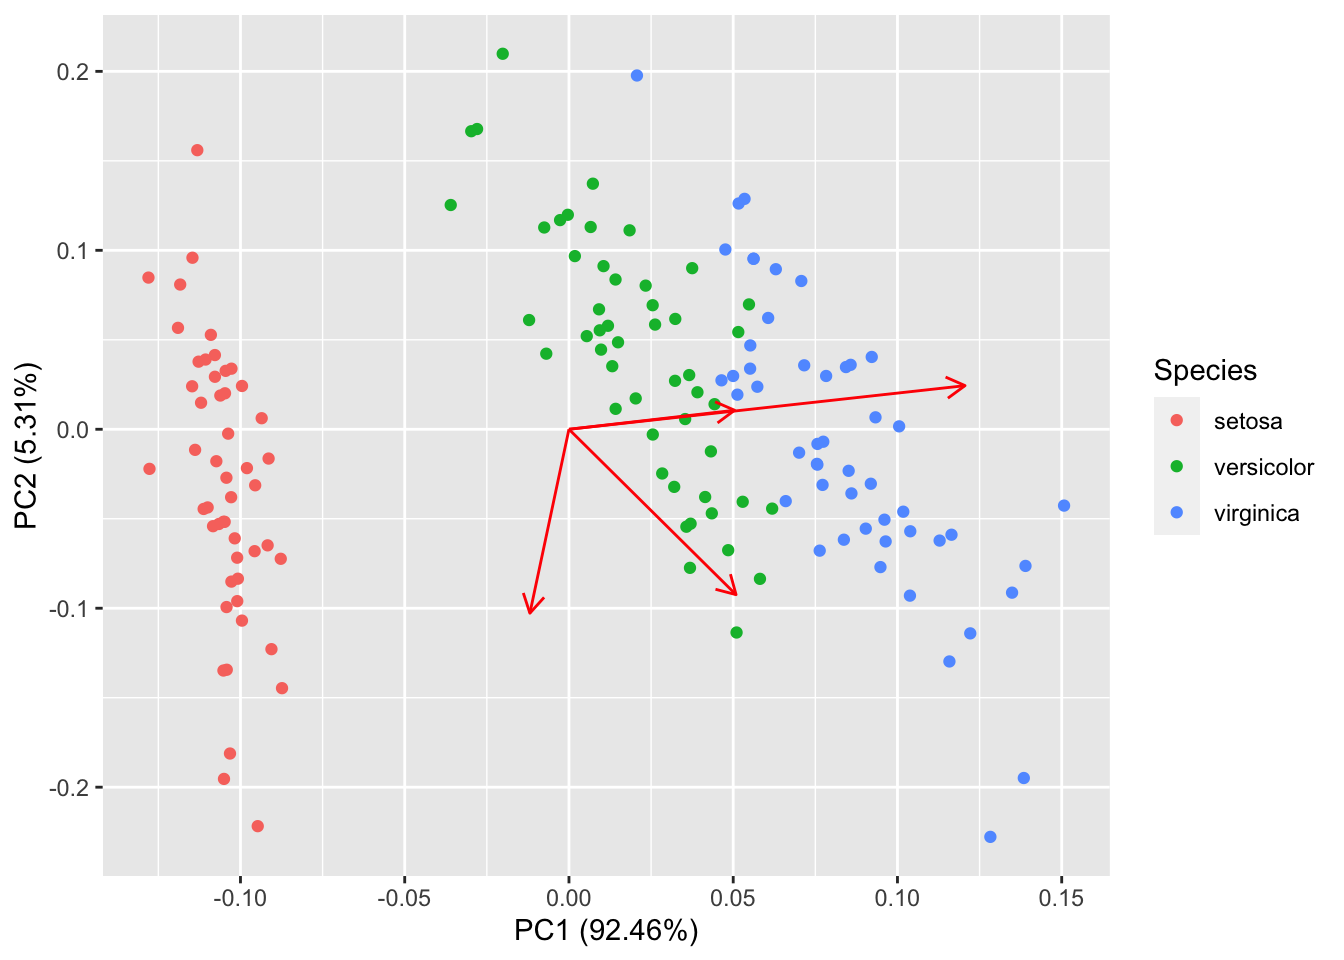 0.2
0.1
0.0
-0.1
-0.2
PC2 (5.31%)
-0.10
-0.05
0.00
0.05
0.10
0.15
PC1 (92.46%)
Species
setosa
versicolor
virginica